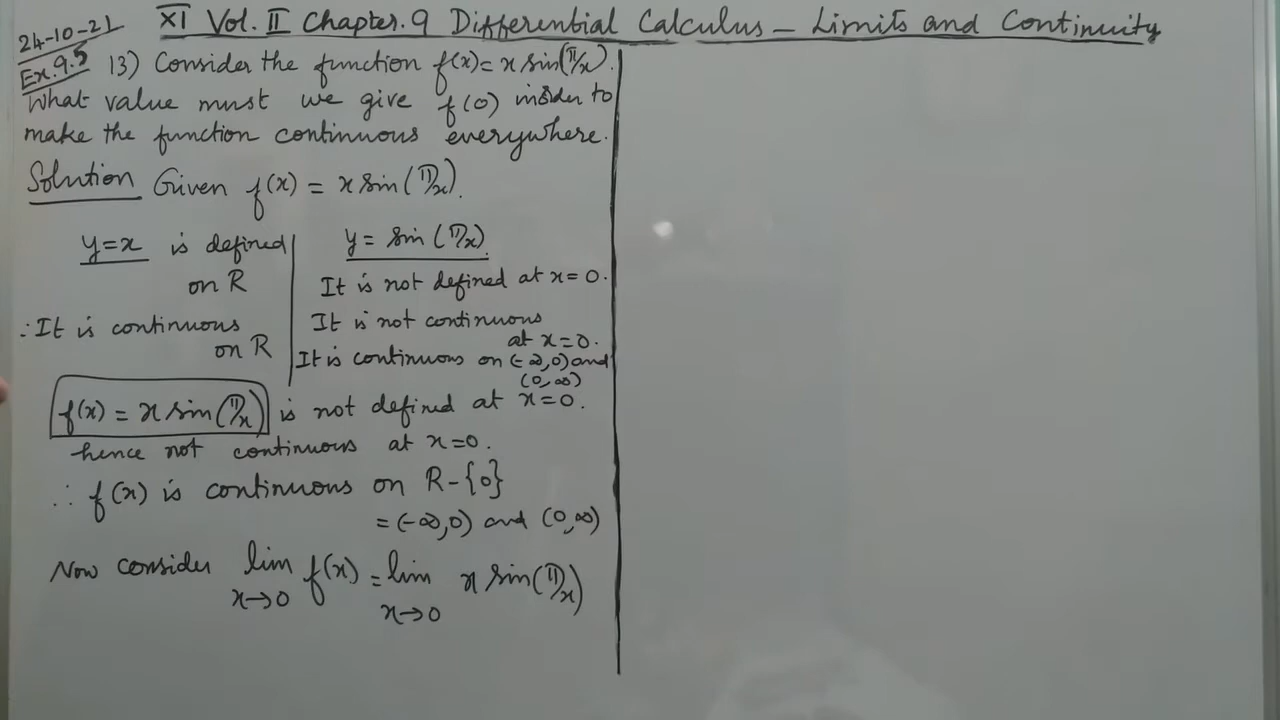 24-10-21
XI Vol. II Chapter. 9 Differential Calculus – Limits and Continuity
Ex. 9.5 13) Consider the function f(x) = x sin(π/x).
What value must we give f(0) inorder to
make the function continuous everywhere.
Solution Given f(x) = x sin(π/x).
y=x is defined
on R
∴ It is continuous
on R
y = sin(π/x).
It is not defined at x=0.
It is not continuous
at x=0.
It is continuous on (-∞,0) and
(0,∞)
f(x) = x sin(π/x) is not defined at x=0.
hence not continuous at x=0.
∴ f(x) is continuous on R-{0}
= (-∞,0) and (0,∞)
Now consider lim f(x) = lim x sin(π/x)
x→0 x→0